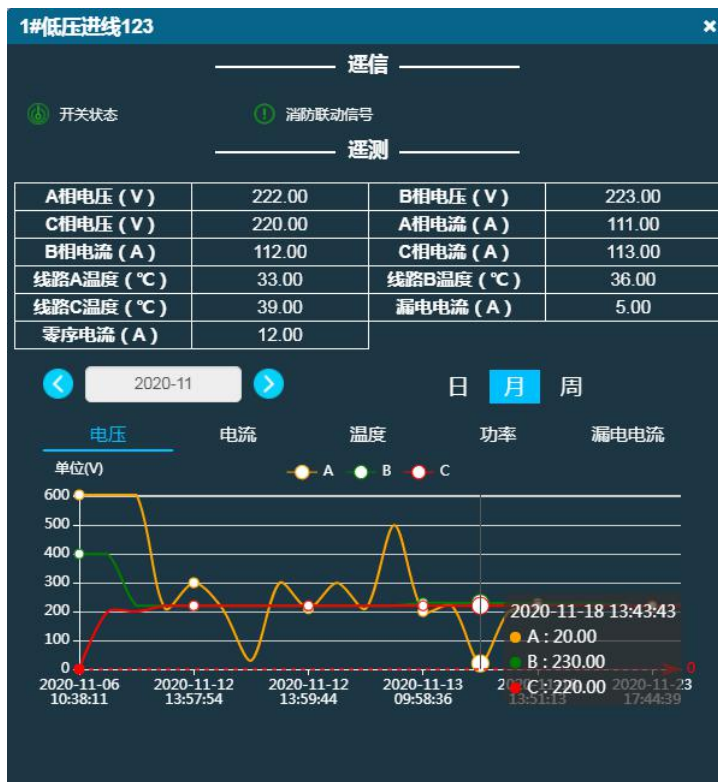 1#低压进线123
遥信
开关状态 消防联动信号
遥测
A相电压（V） 222.00 B相电压（V） 223.00
C相电压（V） 220.00 A相电流（A） 111.00
B相电流（A） 112.00 C相电流（A） 113.00
线路A温度（℃） 33.00 线路B温度（℃） 36.00
线路C温度（℃） 39.00 漏电电流（A） 5.00
零序电流（A） 12.00
2020-11 日 月 周
电压 电流 温度 功率 漏电电流
单位(V) A B C
600
500
400
300
200
100
0 0
2020-11-18 13:43:43
A : 20.00
B : 230.00
C : 220.00
2020-11-06 2020-11-12 2020-11-12 2020-11-13 2020-11-23
10:38:11 13:57:54 13:59:44 09:58:36 13:51:13 17:44:39